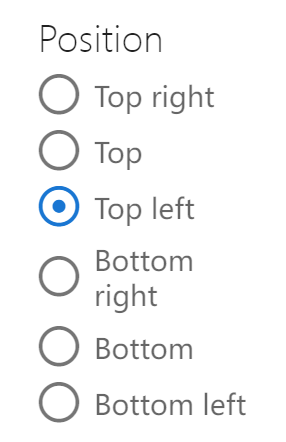 Position
Top right
Top
Top left
Bottom
right
Bottom
Bottom left